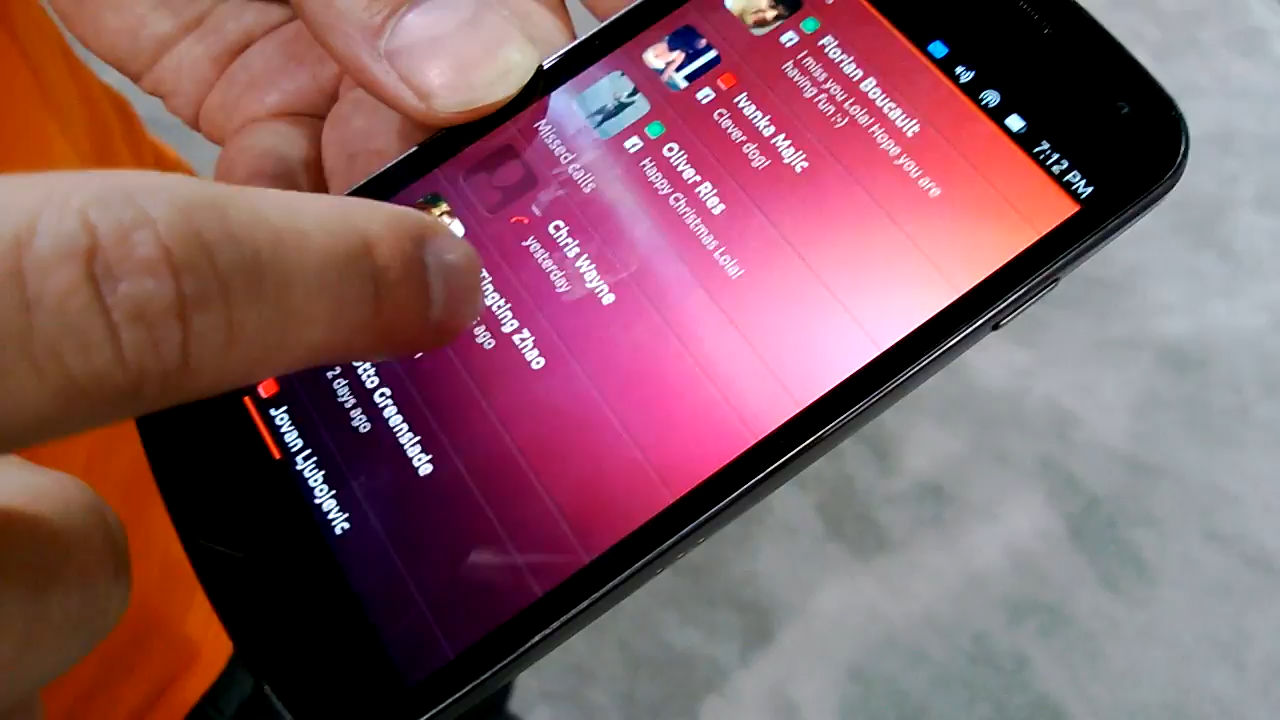 7:12 PM
Florian Boucault
I miss you Lola! Hope you are
having fun :-)
Ivanka Majic
Clever dog!
Oliver Ries
Happy Christmas Lola!
Missed calls
Chris Wayne
yesterday
Tingting Zhao
ago
Otto Greenslade
2 days ago
Jovan Ljubojevic